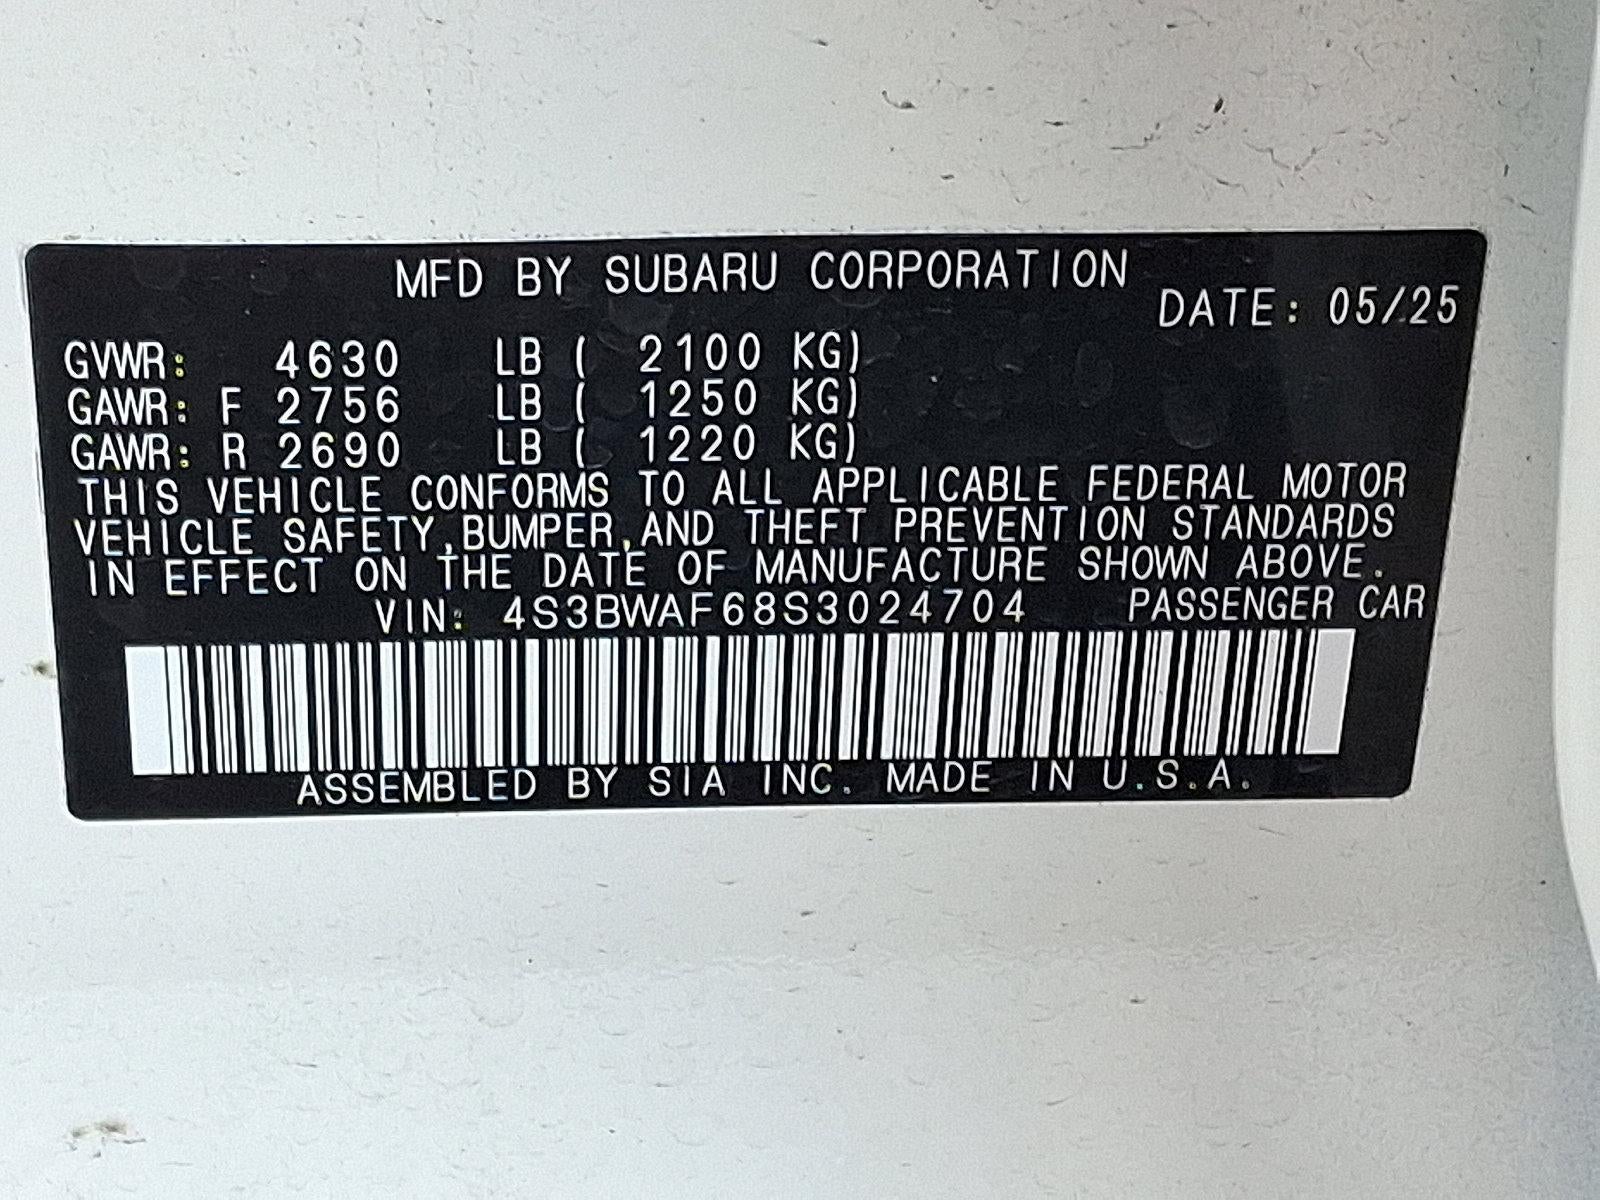 MFD BY SUBARU CORPORATION
DATE: 05/25
GVWR: 4630 LB ( 2100 KG)
GAWR: F 2756 LB ( 1250 KG)
GAWR: R 2690 LB ( 1220 KG)
THIS VEHICLE CONFORMS TO ALL APPLICABLE FEDERAL MOTOR
VEHICLE SAFETY,BUMPER,AND THEFT PREVENTION STANDARDS
IN EFFECT ON THE DATE OF MANUFACTURE SHOWN ABOVE.
VIN: 4S3BWAF68S3024704 PASSENGER CAR
ASSEMBLED BY SIA INC. MADE IN U.S.A.